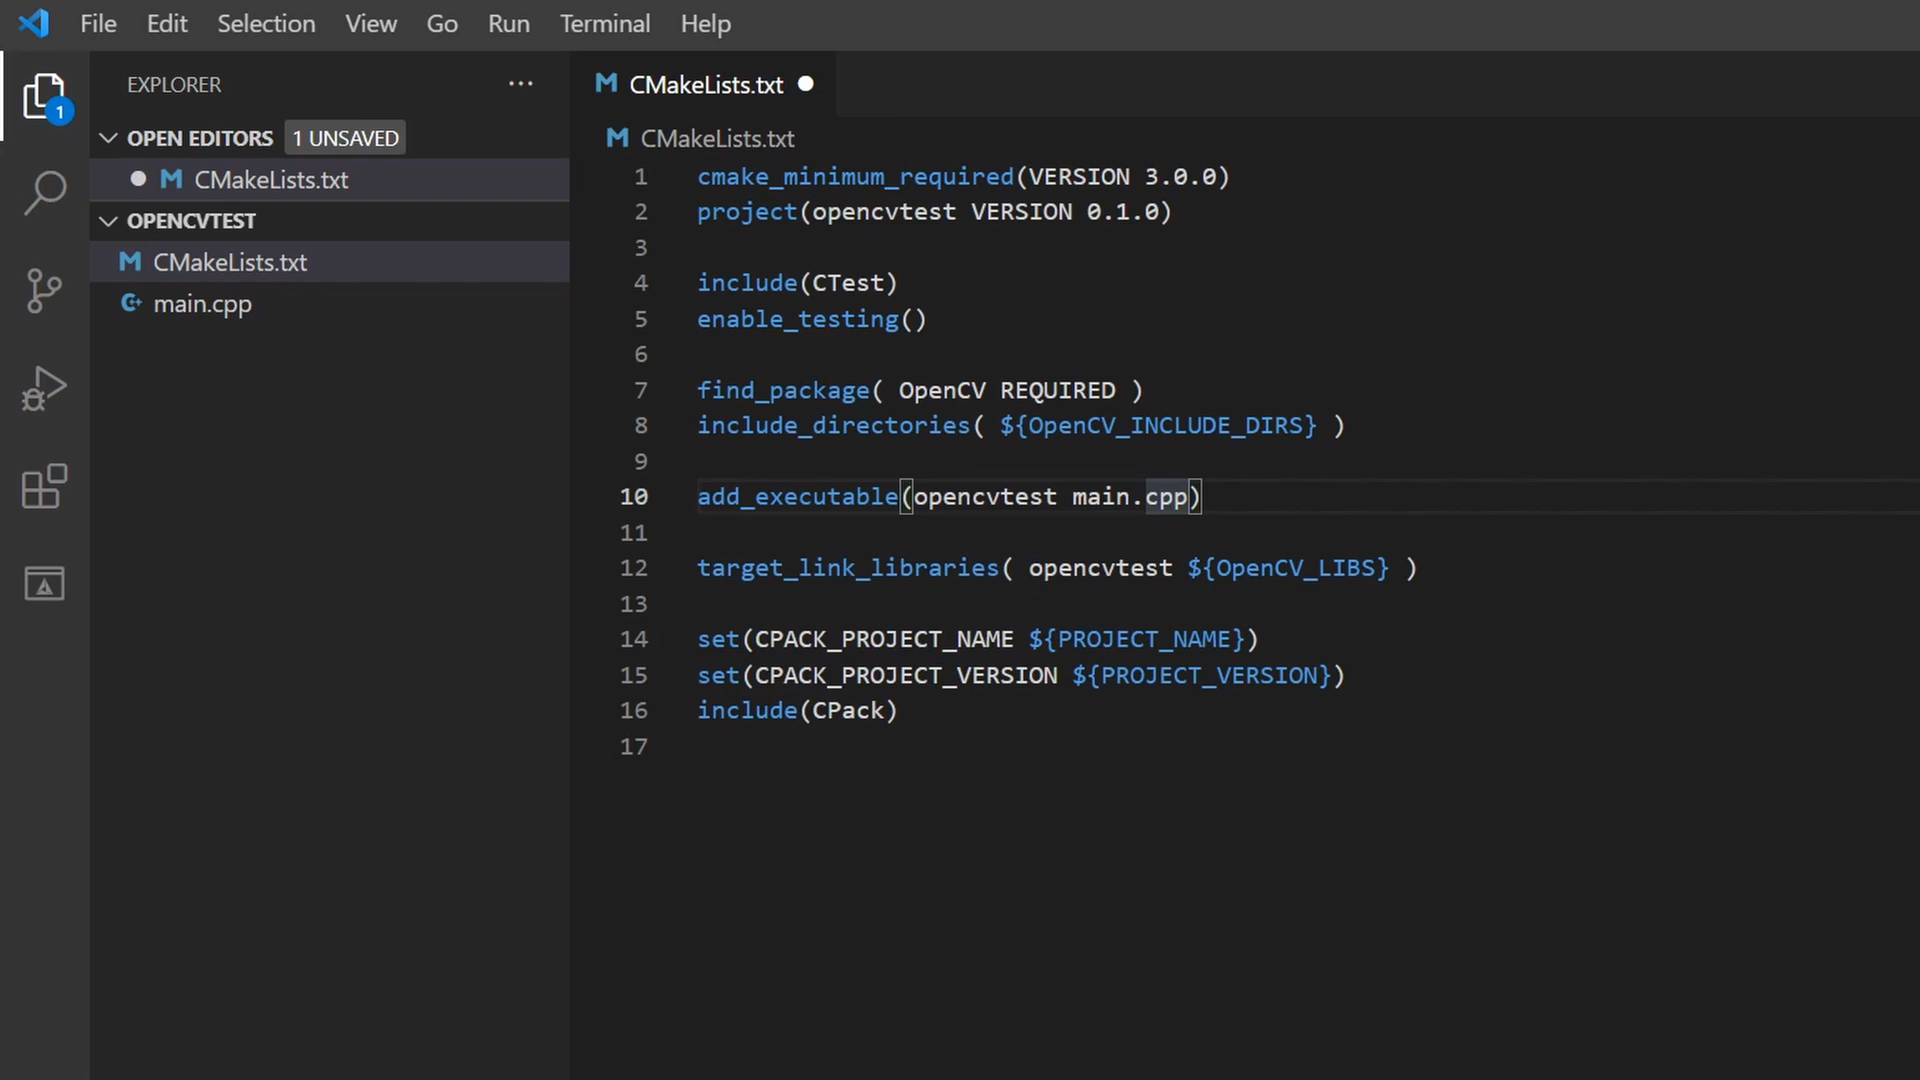 File Edit Selection View Go Run Terminal Help
EXPLORER ...
1
OPEN EDITORS 1 UNSAVED
CMakeLists.txt
OPENCVTEST
CMakeLists.txt
main.cpp
CMakeLists.txt
CMakeLists.txt
1 cmake_minimum_required(VERSION 3.0.0)
2 project(opencvtest VERSION 0.1.0)
3
4 include(CTest)
5 enable_testing()
6
7 find_package( OpenCV REQUIRED )
8 include_directories( ${OpenCV_INCLUDE_DIRS} )
9
10 add_executable(opencvtest main.cpp)
11
12 target_link_libraries( opencvtest ${OpenCV_LIBS} )
13
14 set(CPACK_PROJECT_NAME ${PROJECT_NAME})
15 set(CPACK_PROJECT_VERSION ${PROJECT_VERSION})
16 include(CPack)
17